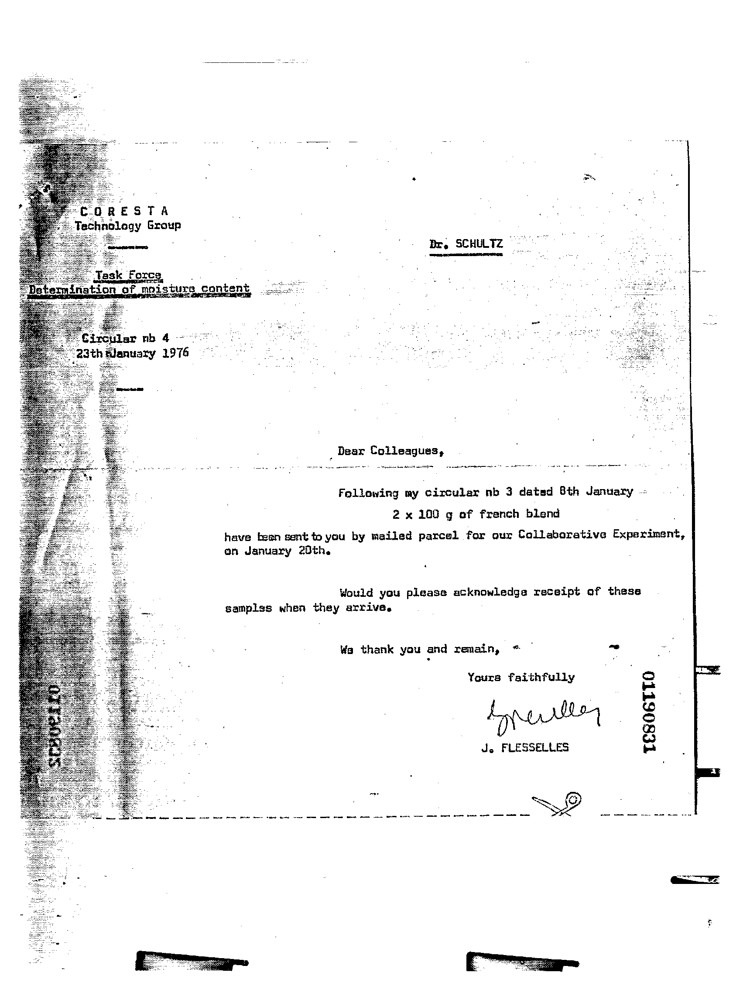 CORESTA
Technology Group
Dr. SCHULTZ
Task Force
Determination of moisture content
Circular nb 4
23th January 1976
Dear Colleagues,
Following my circular nb 3 dated 8th January
2 x 100 g of french blend
have been sent to you by mailed parcel for our Collaborative Experiment,
on January 20th.
Would you please acknowledge receipt of these
samples when they arrive.
We thank you and remain,
Yours faithfully
J. FLESSELLES
01190831
01190832